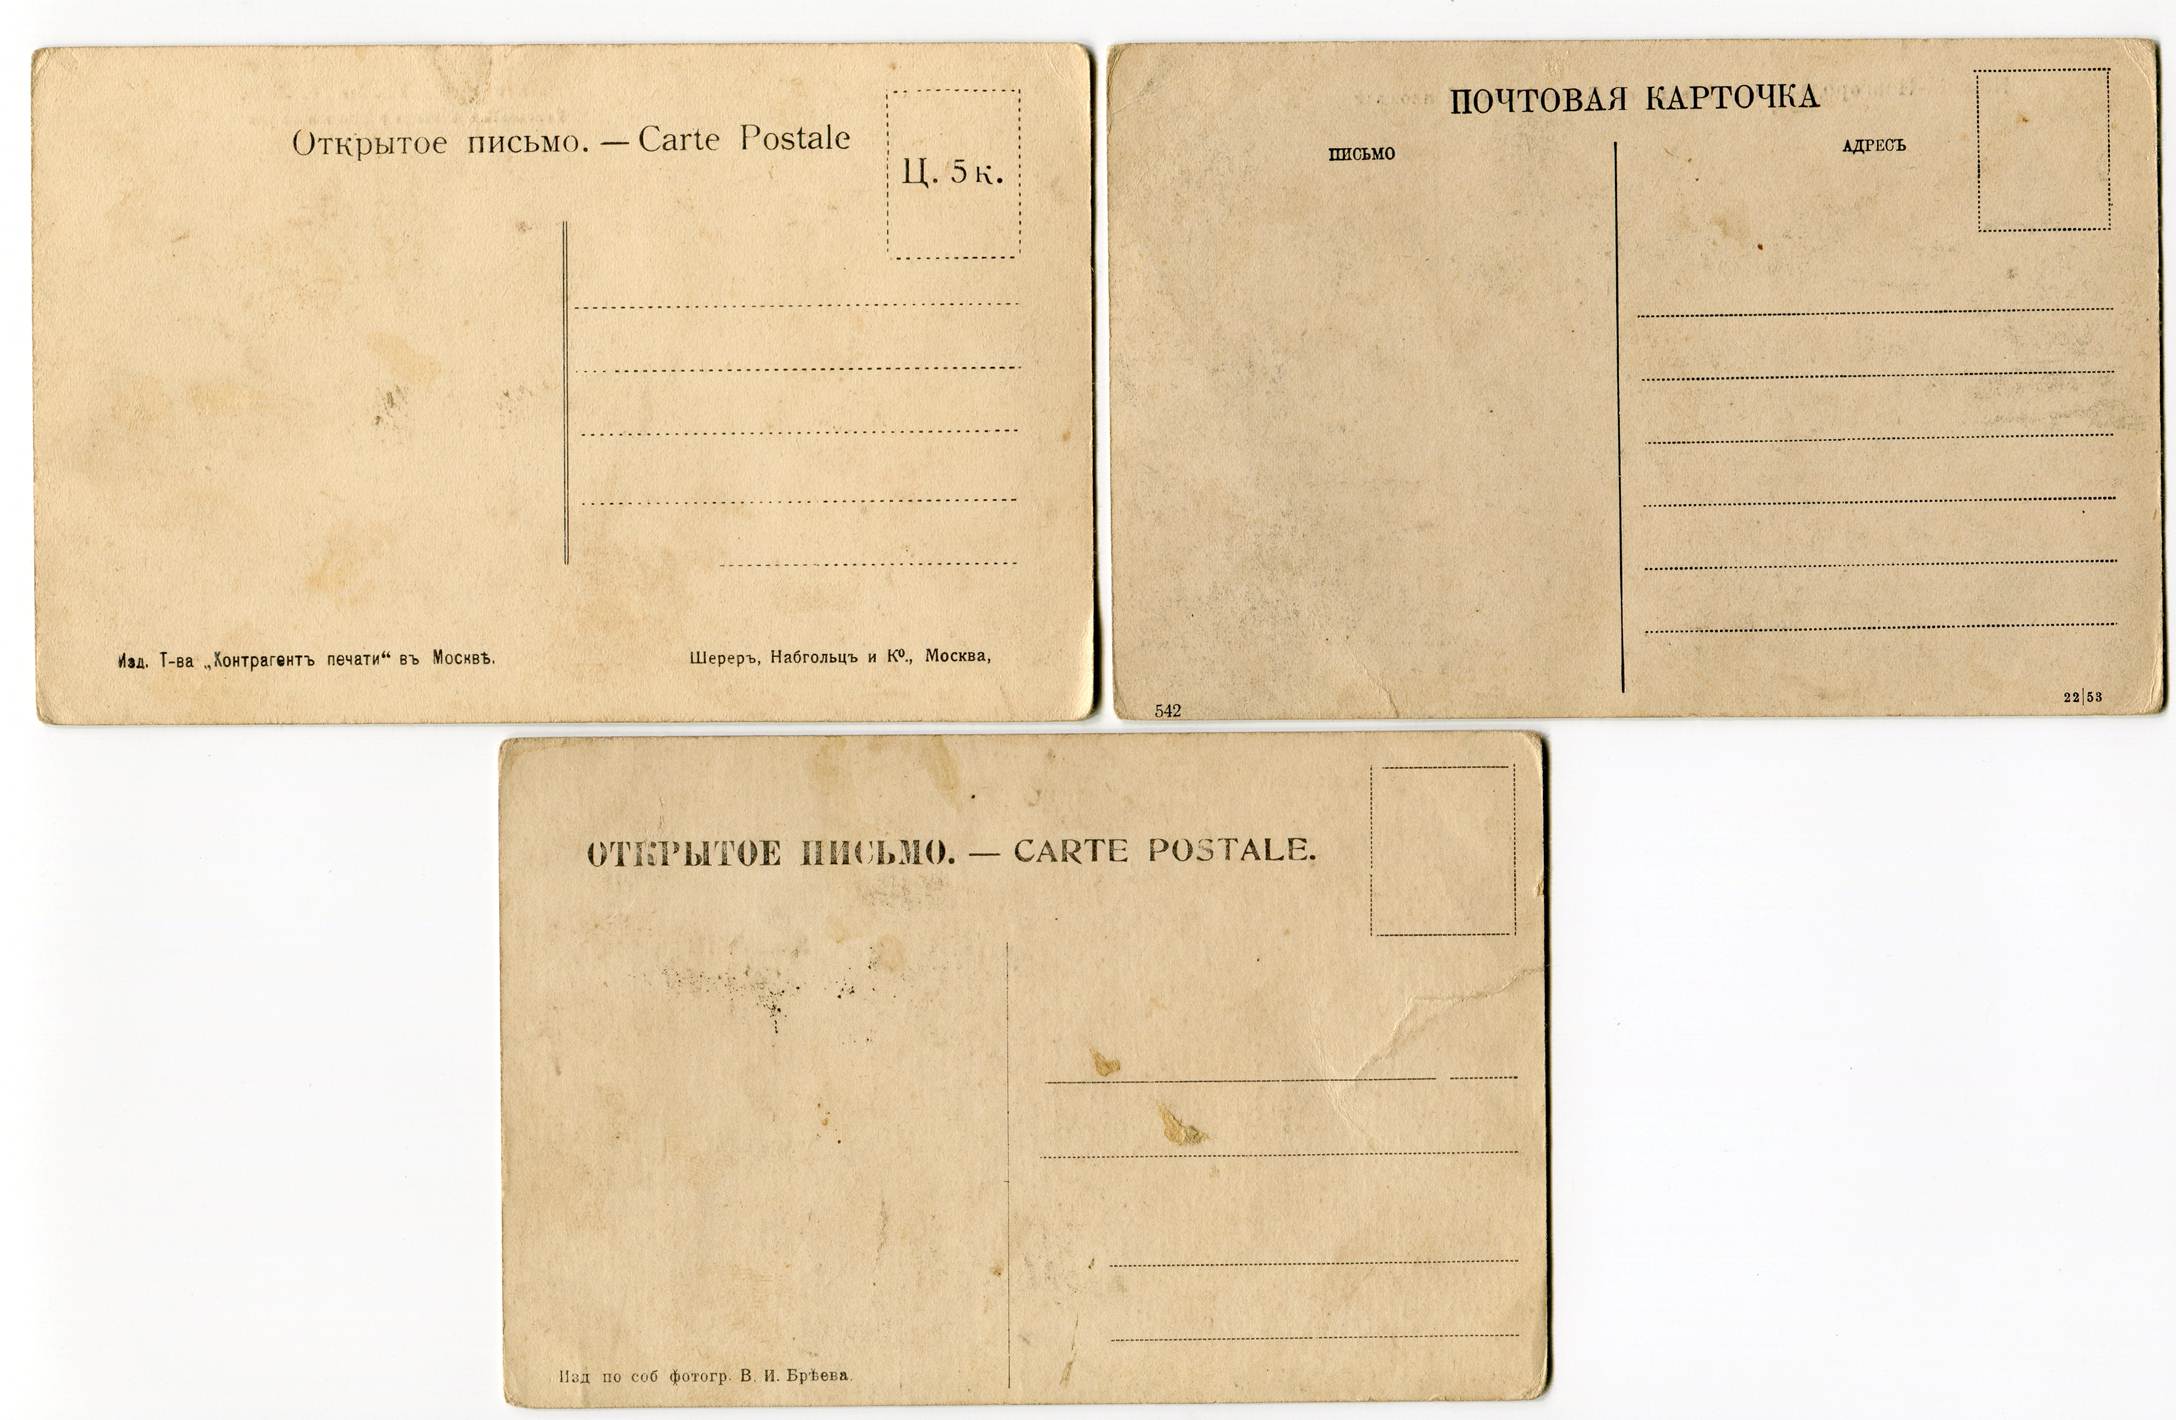 Открытое письмо. — Carte Postale
Ц. 5 к.
Изд. Т-ва „Контрагентъ печати“ въ Москвѣ.
Шереръ, Набгольцъ и Кº., Москва,
ПОЧТОВАЯ КАРТОЧКА
ПИСЬМО
АДРЕСЪ
542
22|53
ОТКРЫТОЕ ПИСЬМО. — CARTE POSTALE.
Изд по соб фотогр. В. И. Брѣева.